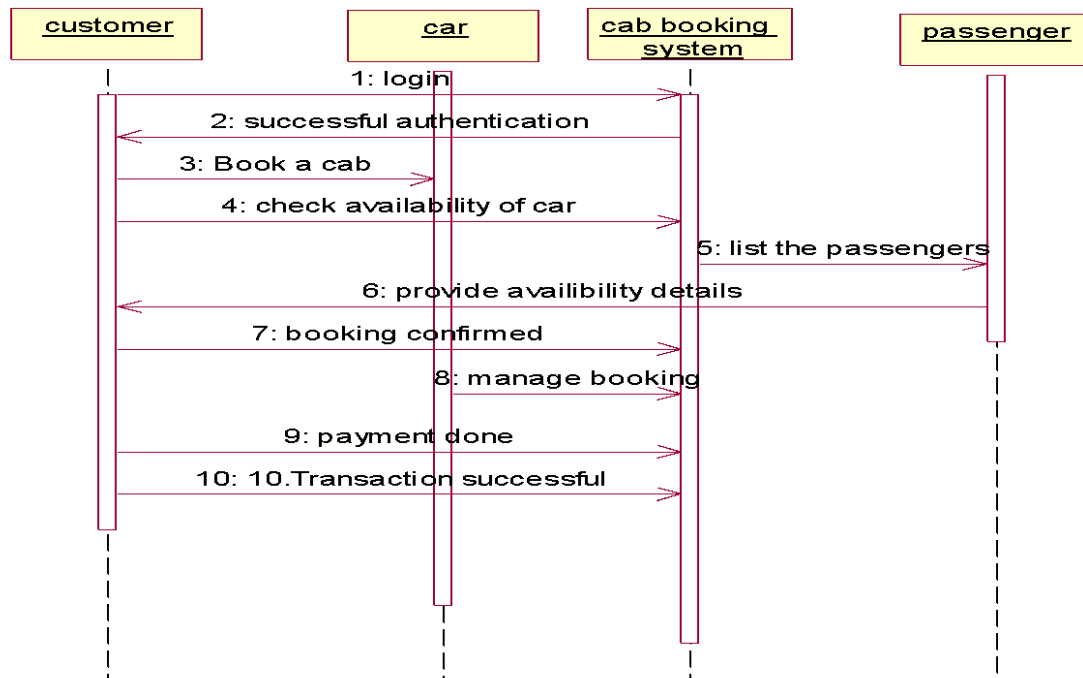 customer
car
cab booking
system
passenger
1: login
2: successful authentication
3: Book a cab
4: check availability of car
5: list the passengers
6: provide availibility details
7: booking confirmed
8: manage booking
9: payment done
10: 10.Transaction successful